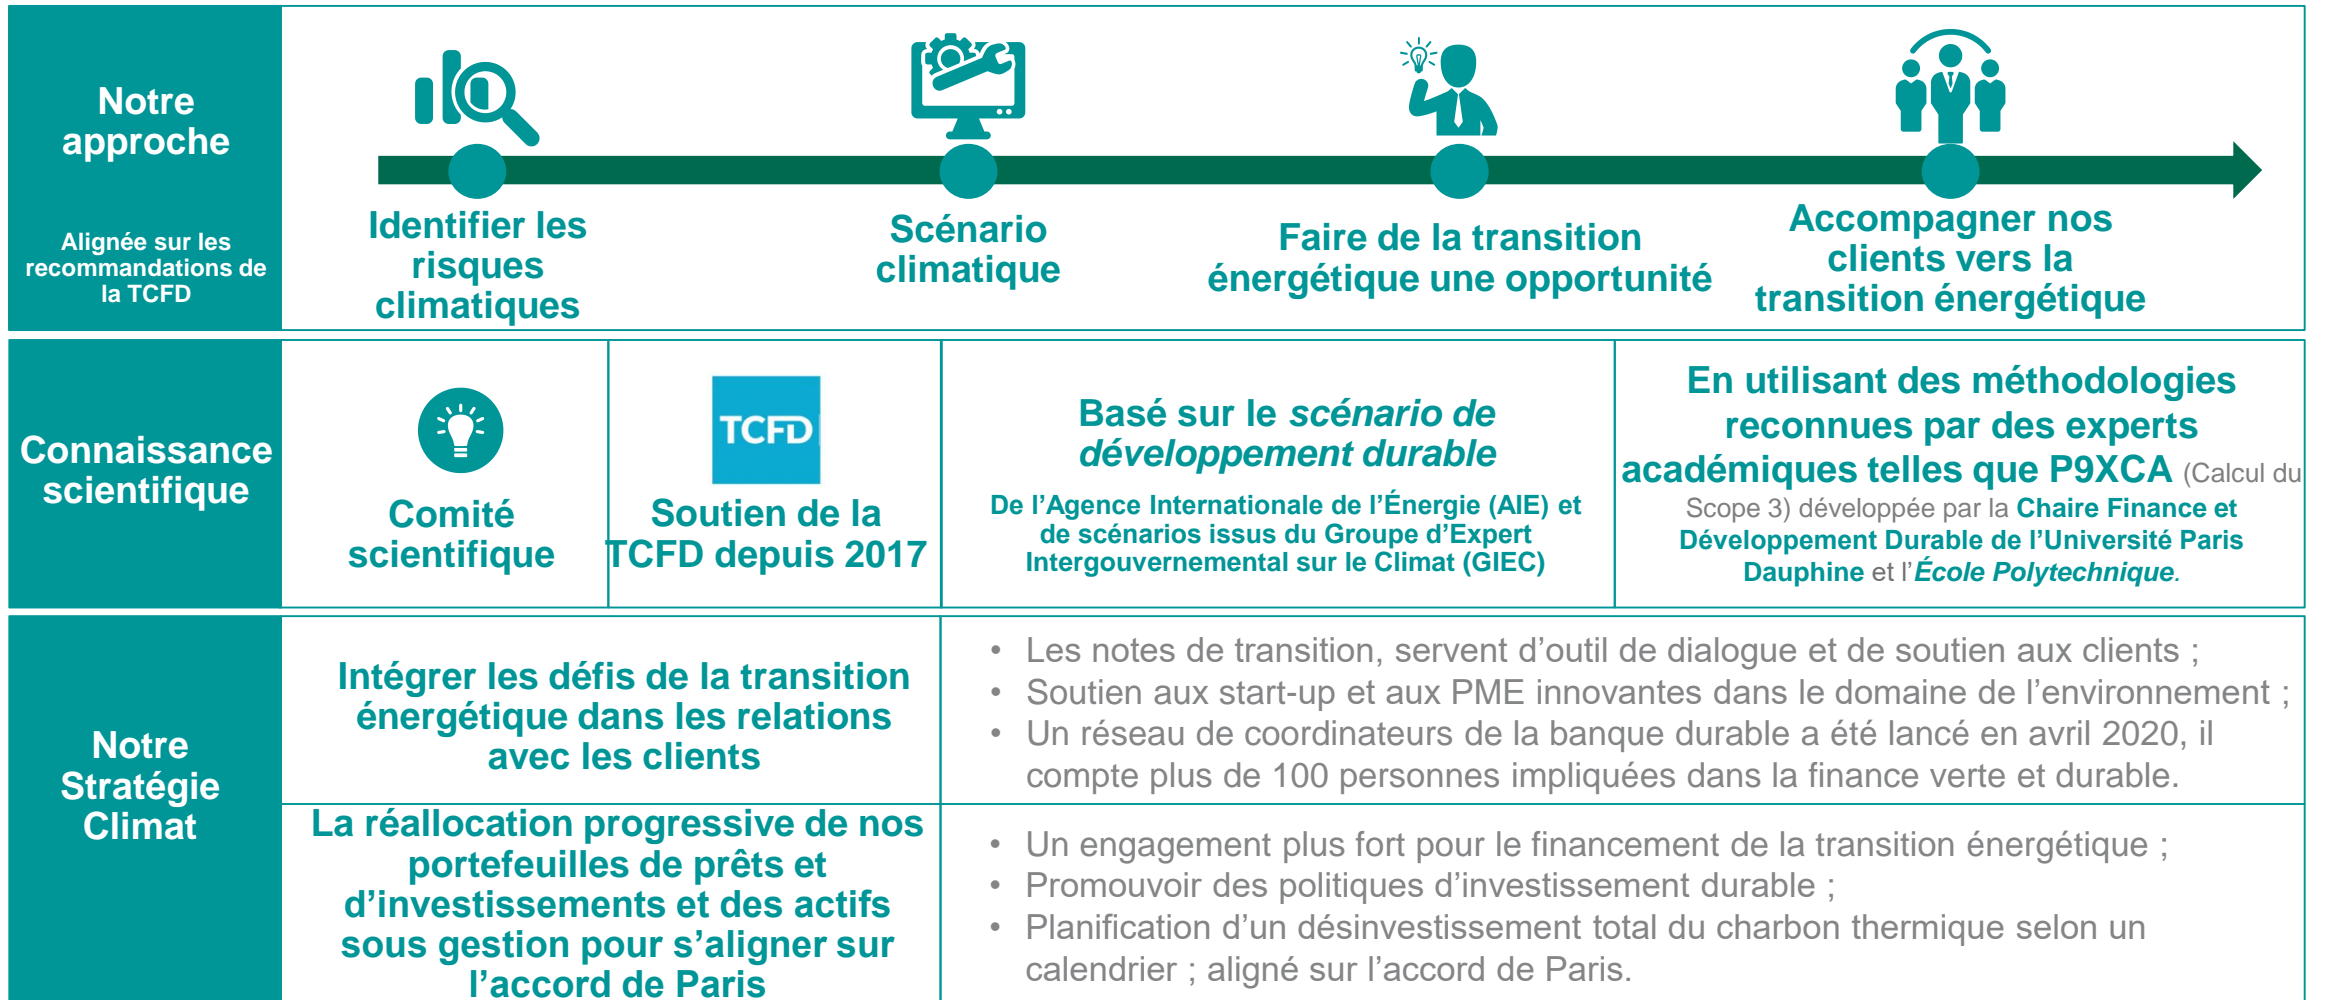 Notre
approche
Alignée sur les
recommandations de
la TCFD
Identifier les
risques
climatiques
Scénario
climatique
Faire de la transition
énergétique une opportunité
Accompagner nos
clients vers la
transition énergétique
Connaissance
scientifique
Comité
scientifique
TCFD
Soutien de la
TCFD depuis 2017
Basé sur le scénario de
développement durable
De l’Agence Internationale de l’Énergie (AIE) et
de scénarios issus du Groupe d’Expert
Intergouvernemental sur le Climat (GIEC)
En utilisant des méthodologies
reconnues par des experts
académiques telles que P9XCA (Calcul du
Scope 3) développée par la Chaire Finance et
Développement Durable de l’Université Paris
Dauphine et l’École Polytechnique.
Notre
Stratégie
Climat
Intégrer les défis de la transition
énergétique dans les relations
avec les clients
• Les notes de transition, servent d’outil de dialogue et de soutien aux clients ;
• Soutien aux start-up et aux PME innovantes dans le domaine de l’environnement ;
• Un réseau de coordinateurs de la banque durable a été lancé en avril 2020, il
compte plus de 100 personnes impliquées dans la finance verte et durable.
La réallocation progressive de nos
portefeuilles de prêts et
d’investissements et des actifs
sous gestion pour s’aligner sur
l’accord de Paris
• Un engagement plus fort pour le financement de la transition énergétique ;
• Promouvoir des politiques d’investissement durable ;
• Planification d’un désinvestissement total du charbon thermique selon un
calendrier ; aligné sur l’accord de Paris.